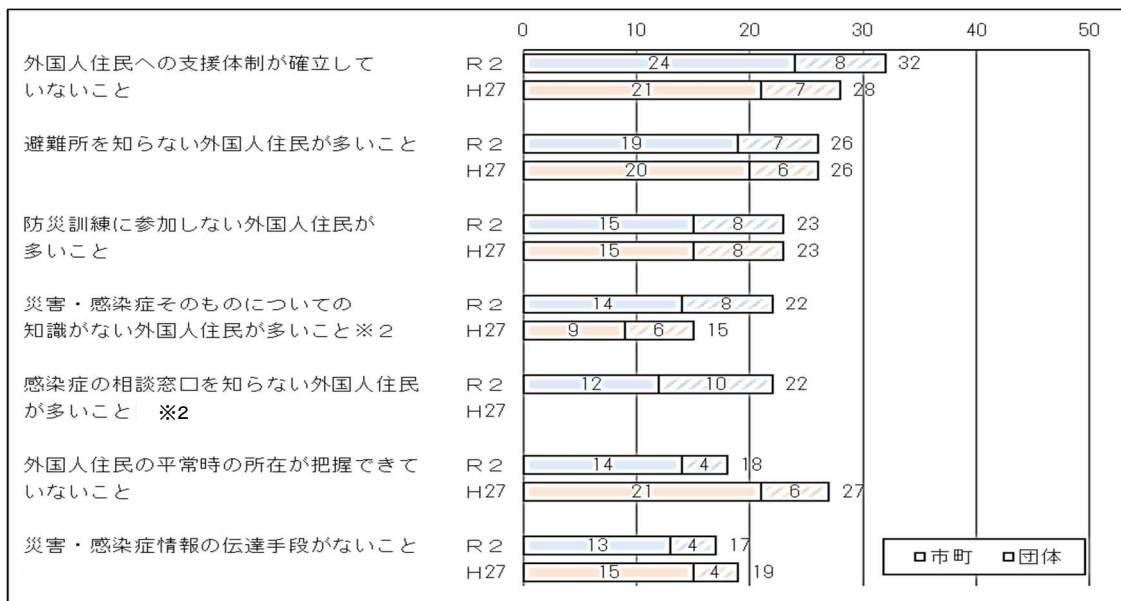 0 10 20 30 40 50
外国人住民への支援体制が確立して R2 24 8 32
いないこと H27 21 7 28
避難所を知らない外国人住民が多いこと R2 19 7 26
H27 20 6 26
防災訓練に参加しない外国人住民が R2 15 8 23
多いこと H27 15 8 23
災害・感染症そのものについての R2 14 8 22
知識がない外国人住民が多いこと※2 H27 9 6 15
感染症の相談窓口を知らない外国人住民 R2 12 10 22
が多いこと ※2 H27
外国人住民の平常時の所在が把握できて R2 14 4 18
いないこと H27 21 6 27
災害・感染症情報の伝達手段がないこと R2 13 4 17
H27 15 4 19
市町 団体